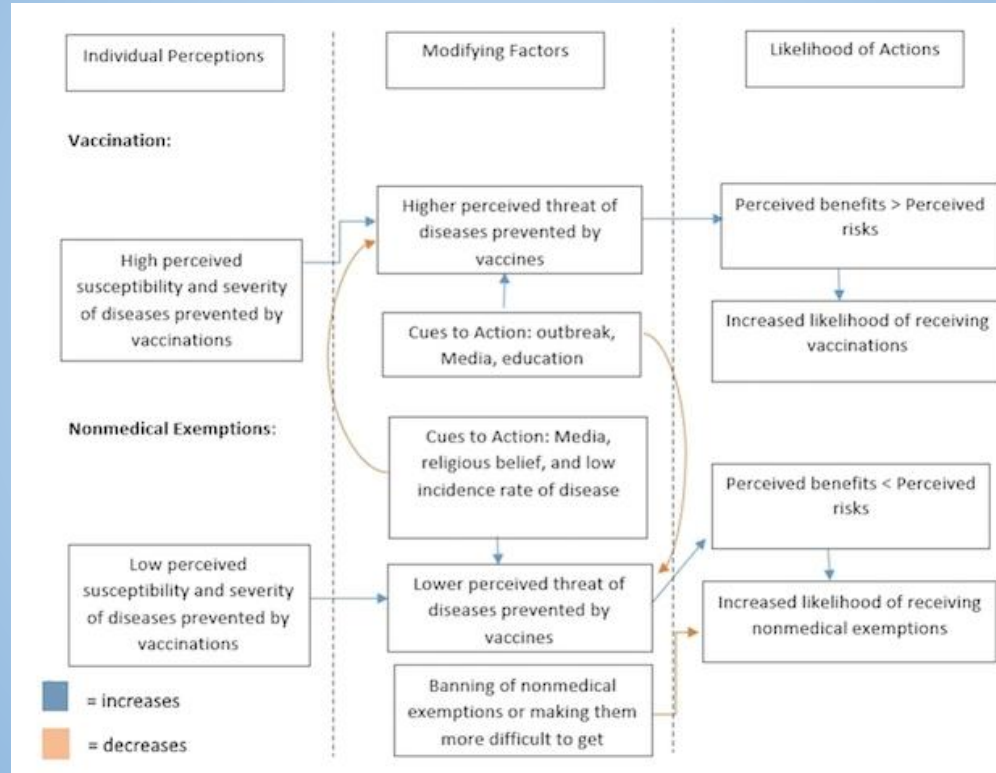 Individual Perceptions
Modifying Factors
Likelihood of Actions
Vaccination:
High perceived
susceptibility and severity
of diseases prevented by
vaccinations
Higher perceived threat of
diseases prevented by
vaccines
Perceived benefits > Perceived
risks
Cues to Action: outbreak,
Media, education
Increased likelihood of receiving
vaccinations
Nonmedical Exemptions:
Cues to Action: Media,
religious belief, and low
incidence rate of disease
Perceived benefits < Perceived
risks
Low perceived
susceptibility and severity
of diseases prevented by
vaccinations
Lower perceived threat of
diseases prevented by
vaccines
Increased likelihood of receiving
nonmedical exemptions
Banning of nonmedical
exemptions or making them
more difficult to get
= increases
= decreases